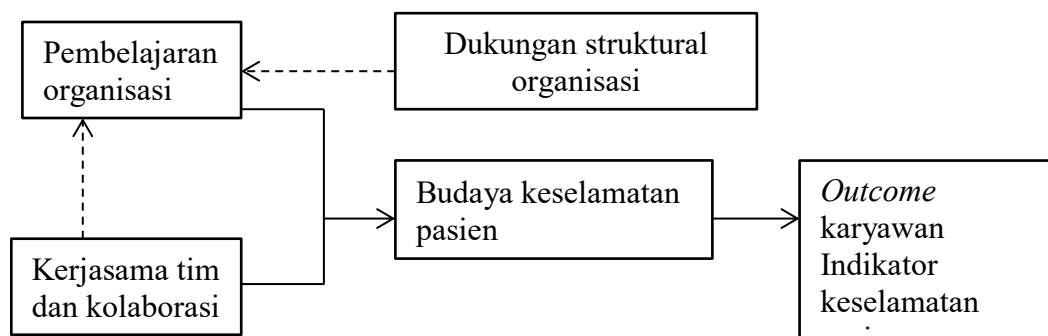 Pembelajaran
organisasi
Dukungan struktural
organisasi
Budaya keselamatan
pasien
Outcome
karyawan
Indikator
keselamatan
Kerjasama tim
dan kolaborasi